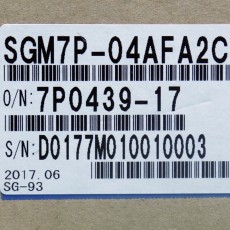 SGM7P-04AFA2C
O/N: 7P0439-17
S/N: D0177M010010003
2017.06
SG-93